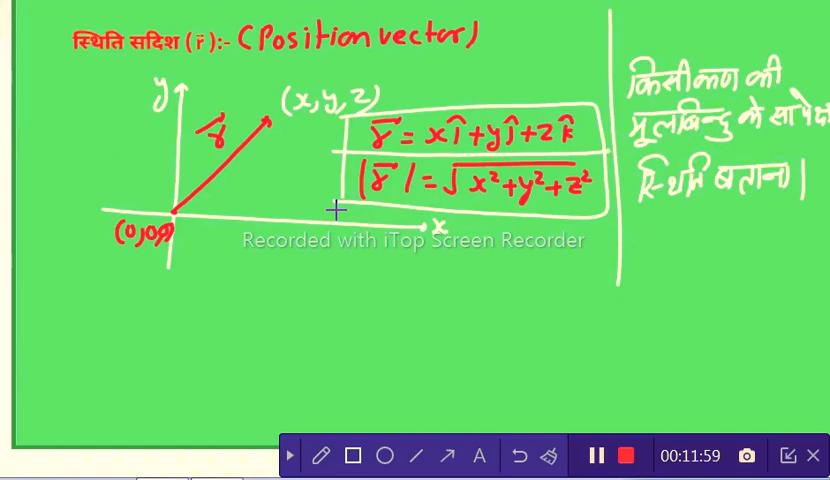 स्थिति सदिश (r̄):- (Position vector)
y
(x, y, z)
r̄
r̄ = xî + yĵ + zk̂
|r̄| = √x² + y² + z²
(0,0,0)
x
किसी कण की
मूलबिन्दु के सापेक्ष
स्थिति बताना।
Recorded with iTop Screen Recorder
A
00:11:59